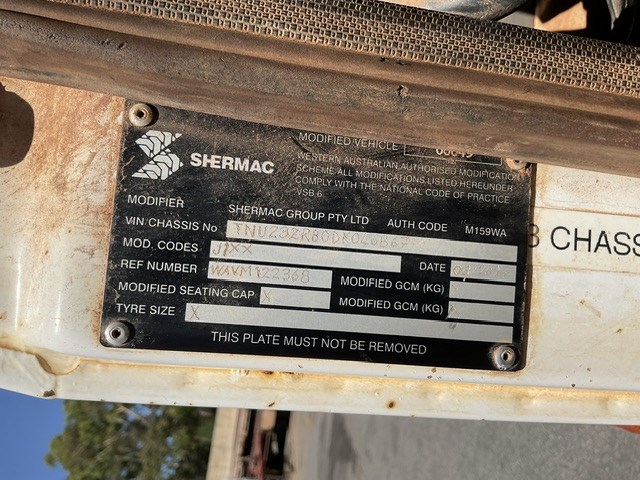 MODIFIED VEHICLE
SHERMAC
WESTERN AUSTRALIAN AUTHORISED MODIFICATION
SCHEME ALL MODIFICATIONS LISTED HEREUNDER
COMPLY WITH THE NATIONAL CODE OF PRACTICE
VSB 6
MODIFIER SHERMAC GROUP PTY LTD AUTH CODE M159WA
VIN CHASSIS No
MOD. CODES J1XX DATE
REF NUMBER WAVM122368 MODIFIED GCM (KG)
MODIFIED SEATING CAP. X MODIFIED GCM (KG)
TYRE SIZE X
THIS PLATE MUST NOT BE REMOVED
CHASS